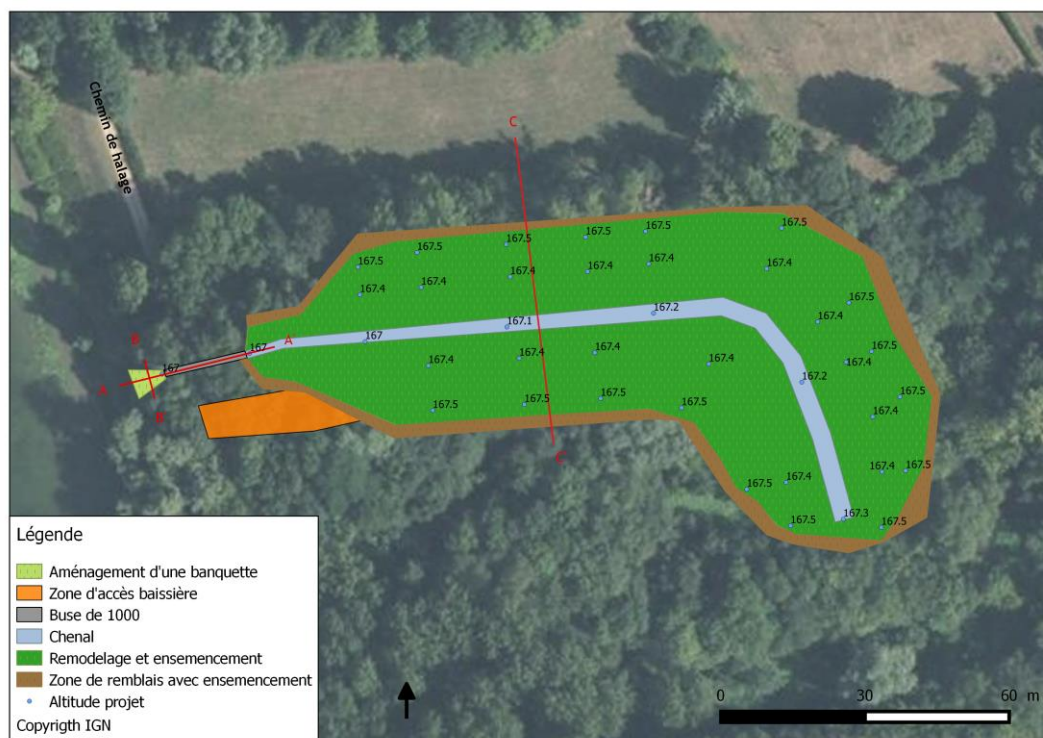 Chemin de halage
C
167.5
167.5
167.5
167.5
167.5
167.5
167.4
167.4
167.4
167.4
167.4
167.4
167.5
167.4
167.2
167.1
167
B
167
A'
167
A
B'
167.4
167.4
167.4
167.4
167.5
167.4
167.2
167.5
167.4
167.5
167.5
167.5
167.5
C'
167.4
167.5
167.4
167.5
167.3
167.5
167.5
Légende
Aménagement d'une banquette
Zone d'accès baissière
Buse de 1000
Chenal
Remodelage et ensemencement
Zone de remblais avec ensemencement
Altitude projet
Copyrigth IGN
0 30 60 m